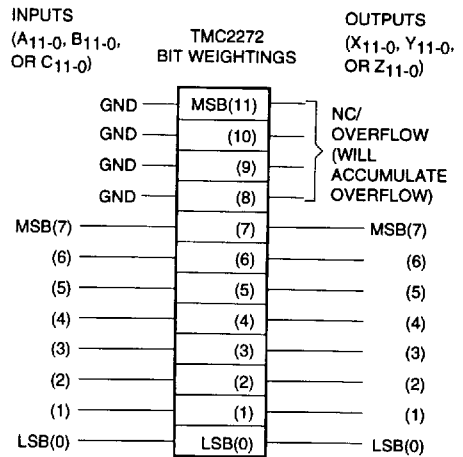 INPUTS
(A11-0, B11-0,
OR C11-0)
TMC2272
BIT WEIGHTINGS
OUTPUTS
(X11-0, Y11-0,
OR Z11-0)
GND MSB(11)
GND (10)
GND (9)
GND (8)
NC/
OVERFLOW
(WILL
ACCUMULATE
OVERFLOW)
MSB(7) (7) MSB(7)
(6) (6) (6)
(5) (5) (5)
(4) (4) (4)
(3) (3) (3)
(2) (2) (2)
(1) (1) (1)
LSB(0) LSB(0) LSB(0)